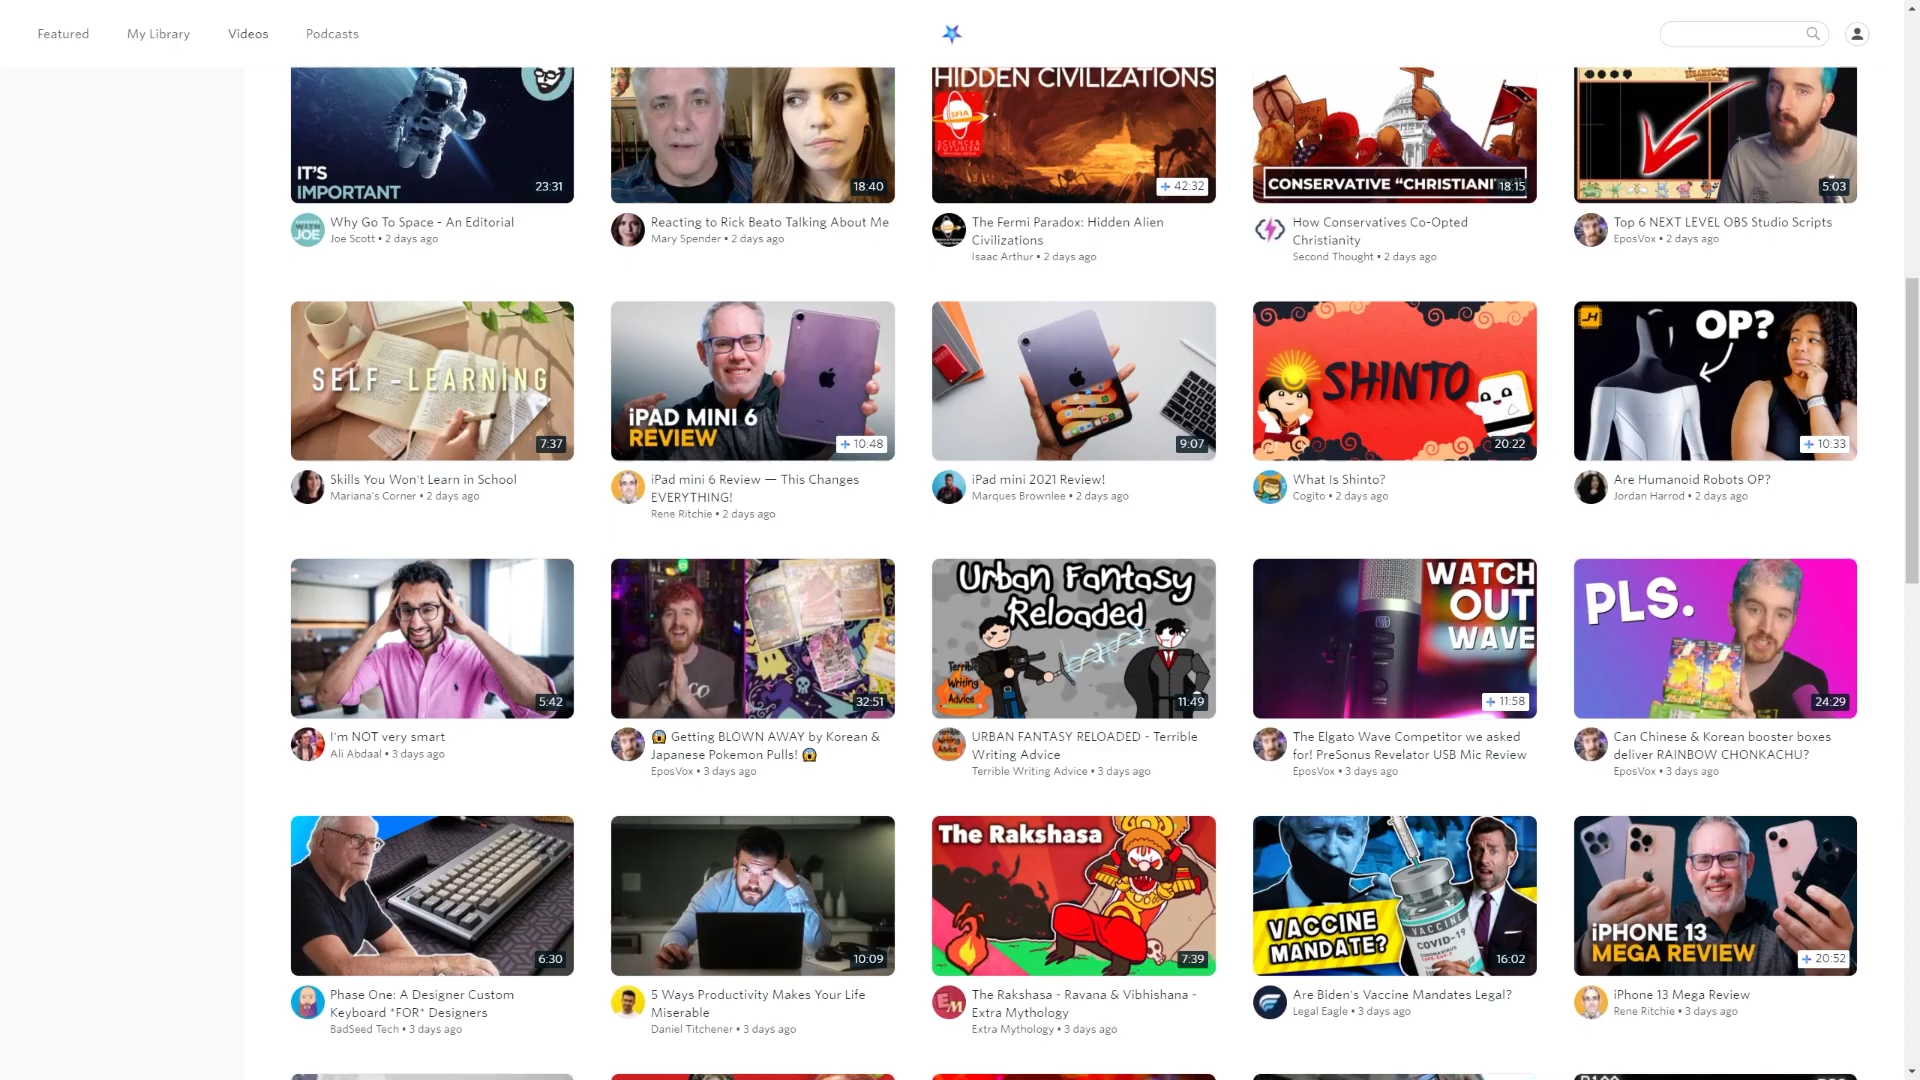 Featured
My Library
Videos
Podcasts
IT'S
IMPORTANT
23:31
18:40
HIDDEN CIVILIZATIONS
SFIA
+ 42:32
CONSERVATIVE "CHRISTIANI
18:15
5:03
WITH
JOE
Why Go To Space - An Editorial
Joe Scott • 2 days ago
Reacting to Rick Beato Talking About Me
Mary Spender • 2 days ago
The Fermi Paradox: Hidden Alien
Civilizations
Isaac Arthur • 2 days ago
How Conservatives Co-Opted
Christianity
Second Thought • 2 days ago
Top 6 NEXT LEVEL OBS Studio Scripts
EposVox • 2 days ago
SELF-LEARNING
7:37
iPAD MINI 6
REVIEW
+ 10:48
9:07
SHINTO
20:22
OP?
+ 10:33
Skills You Won't Learn in School
Mariana's Corner • 2 days ago
iPad mini 6 Review — This Changes
EVERYTHING!
Rene Ritchie • 2 days ago
iPad mini 2021 Review!
Marques Brownlee • 2 days ago
What Is Shinto?
Cogito • 2 days ago
Are Humanoid Robots OP?
Jordan Harrod • 2 days ago
5:42
32:51
Urban Fantasy
Reloaded
Terrible
Writing
Advice
11:49
WATCH
OUT
WAVE
+ 11:58
PLS.
24:29
I'm NOT very smart
Ali Abdaal • 3 days ago
😱 Getting BLOWN AWAY by Korean &
Japanese Pokemon Pulls! 😱
EposVox • 3 days ago
URBAN FANTASY RELOADED - Terrible
Writing Advice
Terrible Writing Advice • 3 days ago
The Elgato Wave Competitor we asked
for! PreSonus Revelator USB Mic Review
EposVox • 3 days ago
Can Chinese & Korean booster boxes
deliver RAINBOW CHONKACHU?
EposVox • 3 days ago
6:30
10:09
The Rakshasa
7:39
VACCINE
MANDATE?
VACCINE
COVID-19
16:02
iPHONE 13
MEGA REVIEW
+ 20:52
Phase One: A Designer Custom
Keyboard *FOR* Designers
BadSeed Tech • 3 days ago
5 Ways Productivity Makes Your Life
Miserable
Daniel Titchener • 3 days ago
EM
The Rakshasa - Ravana & Vibhishana -
Extra Mythology
Extra Mythology • 3 days ago
Are Biden's Vaccine Mandates Legal?
Legal Eagle • 3 days ago
iPhone 13 Mega Review
Rene Ritchie • 3 days ago